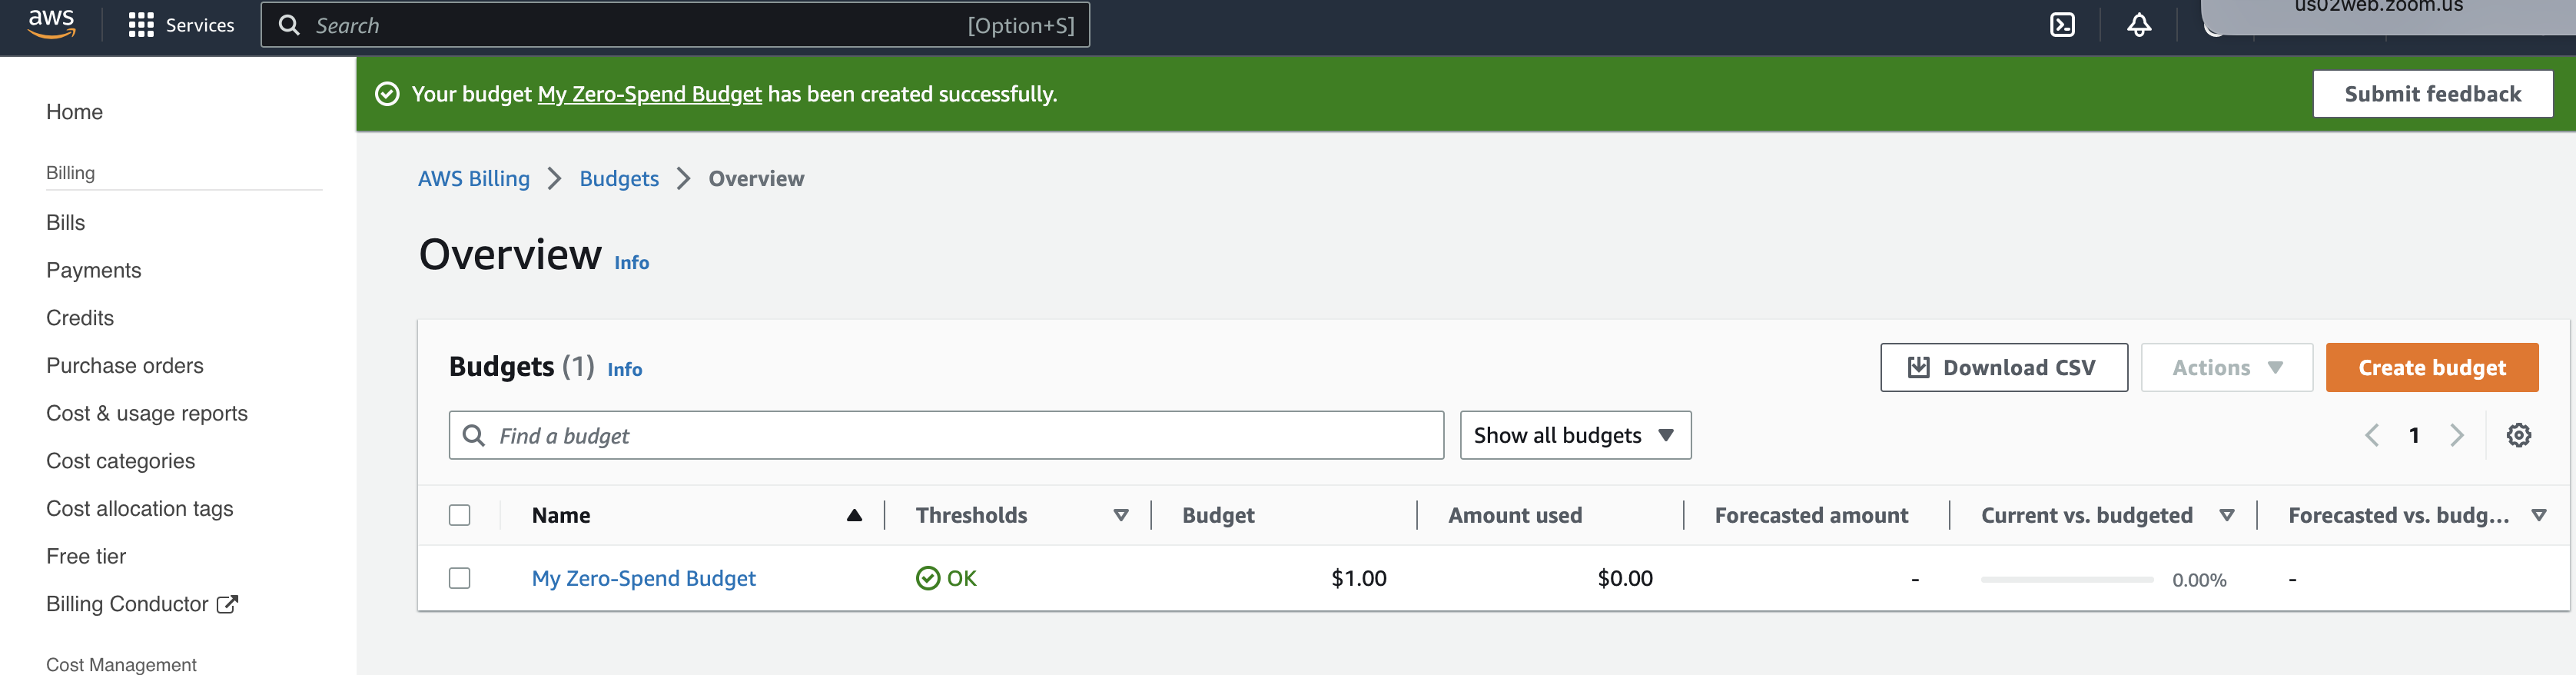 aws
Services
Search
[Option+S]
us02web.zoom.us
Your budget My Zero-Spend Budget has been created successfully.
Submit feedback
Home
Billing
Bills
Payments
Credits
Purchase orders
Cost & usage reports
Cost categories
Cost allocation tags
Free tier
Billing Conductor
Cost Management
AWS Billing
Budgets
Overview
Overview
Info
Budgets (1)
Info
Download CSV
Actions
Create budget
Find a budget
Show all budgets
1
Name
Thresholds
Budget
Amount used
Forecasted amount
Current vs. budgeted
Forecasted vs. budg...
My Zero-Spend Budget
OK
$1.00
$0.00
-
0.00%
-